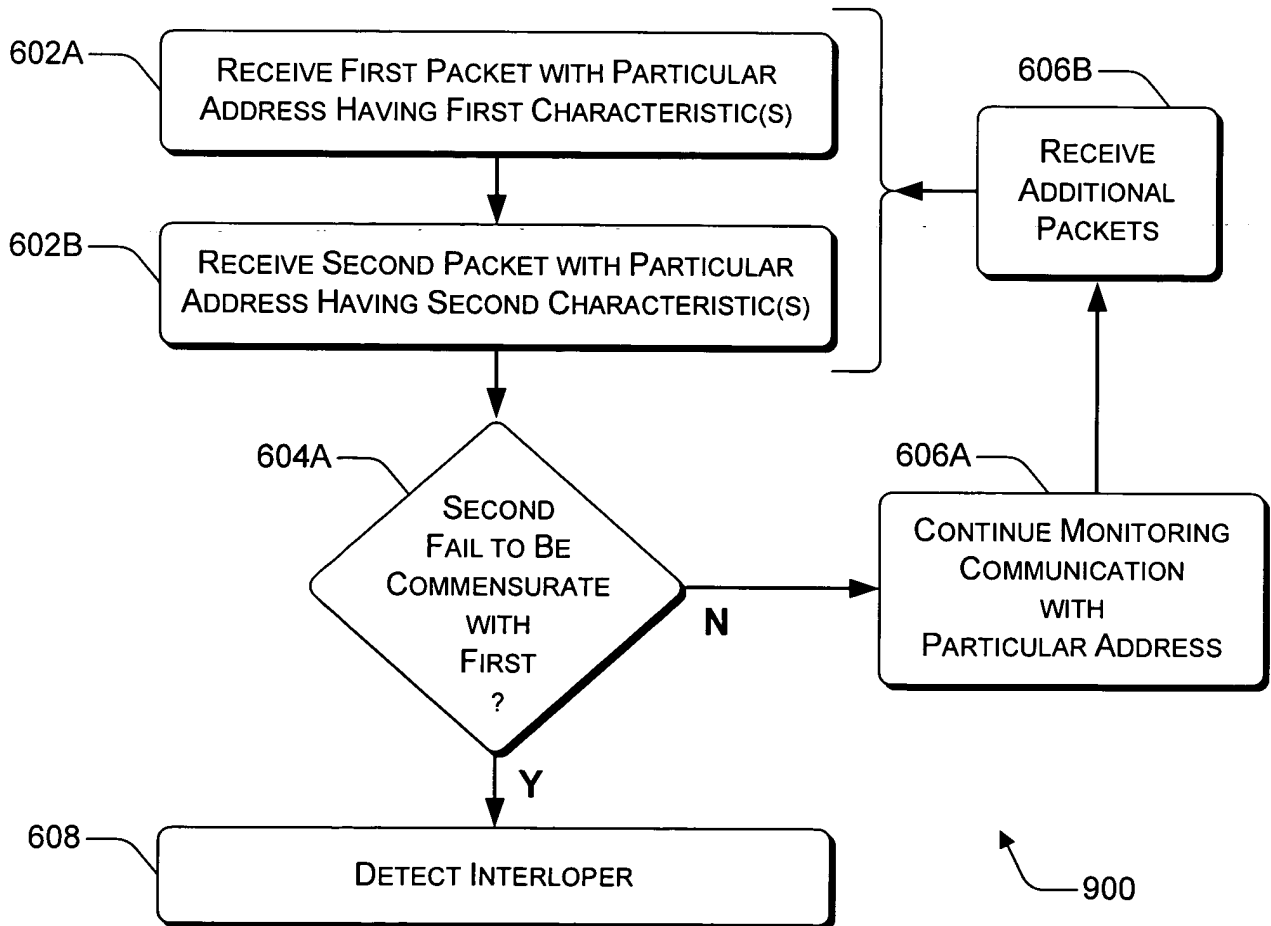 602A
RECEIVE FIRST PACKET WITH PARTICULAR
ADDRESS HAVING FIRST CHARACTERISTIC(S)
606B
RECEIVE
ADDITIONAL
PACKETS
602B
RECEIVE SECOND PACKET WITH PARTICULAR
ADDRESS HAVING SECOND CHARACTERISTIC(S)
604A
SECOND
FAIL TO BE
COMMENSURATE
WITH
FIRST
?
N
606A
CONTINUE MONITORING
COMMUNICATION
WITH
PARTICULAR ADDRESS
Y
608
DETECT INTERLOPER
900